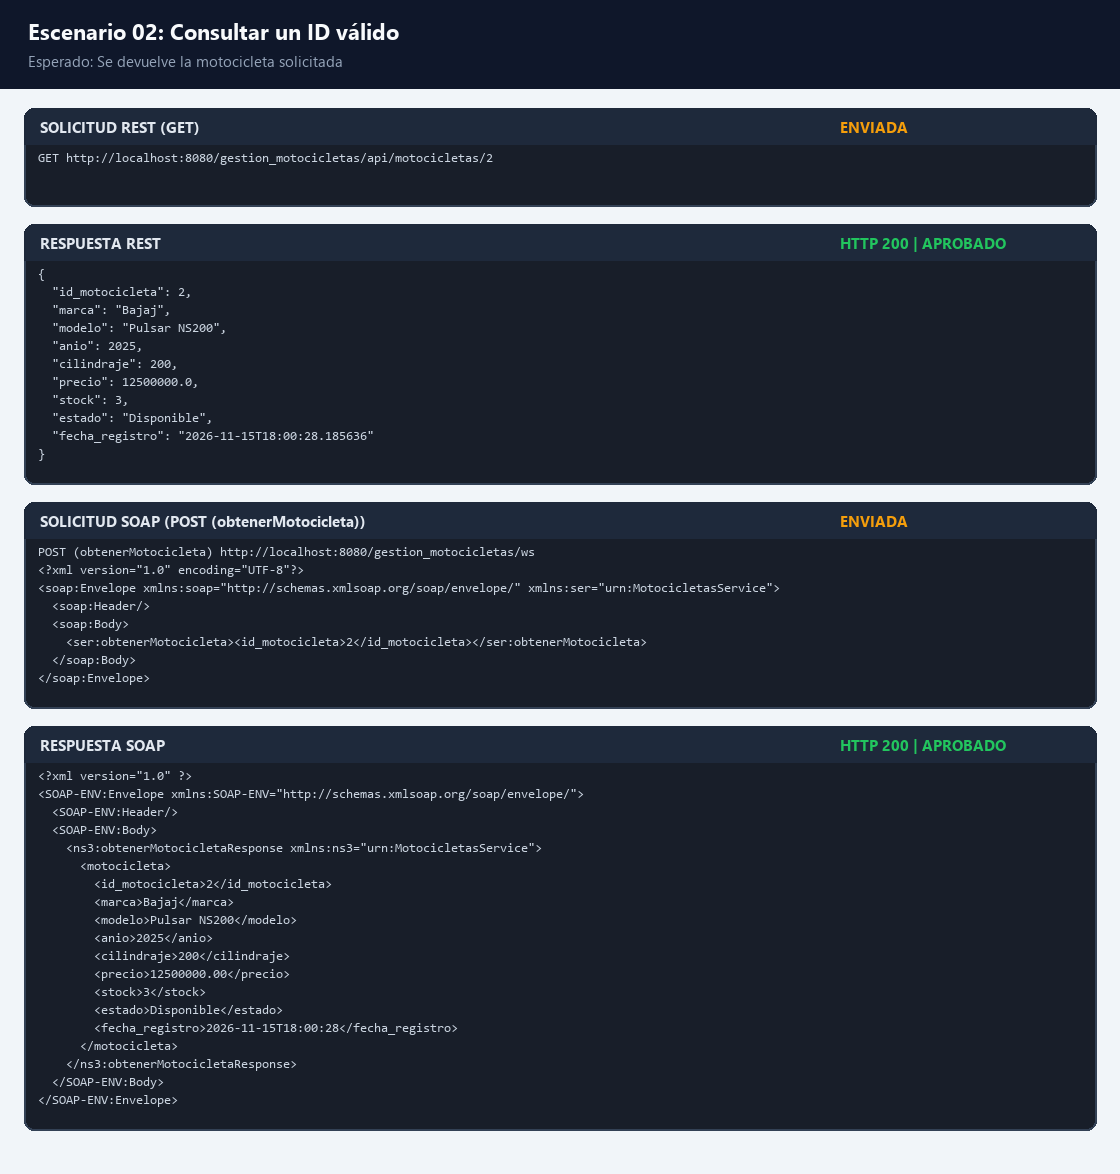 Escenario 02: Consultar un ID válido
Esperado: Se devuelve la motocicleta solicitada
SOLICITUD REST (GET) ENVIADA
GET http://localhost:8080/gestion_motocicletas/api/motocicletas/2
RESPUESTA REST HTTP 200 | APROBADO
{
  "id_motocicleta": 2,
  "marca": "Bajaj",
  "modelo": "Pulsar NS200",
  "anio": 2025,
  "cilindraje": 200,
  "precio": 12500000.0,
  "stock": 3,
  "estado": "Disponible",
  "fecha_registro": "2026-11-15T18:00:28.185636"
}
SOLICITUD SOAP (POST (obtenerMotocicleta)) ENVIADA
POST (obtenerMotocicleta) http://localhost:8080/gestion_motocicletas/ws
<?xml version="1.0" encoding="UTF-8"?>
<soap:Envelope xmlns:soap="http://schemas.xmlsoap.org/soap/envelope/" xmlns:ser="urn:MotocicletasService">
  <soap:Header/>
  <soap:Body>
    <ser:obtenerMotocicleta><id_motocicleta>2</id_motocicleta></ser:obtenerMotocicleta>
  </soap:Body>
</soap:Envelope>
RESPUESTA SOAP HTTP 200 | APROBADO
<?xml version="1.0" ?>
<SOAP-ENV:Envelope xmlns:SOAP-ENV="http://schemas.xmlsoap.org/soap/envelope/">
  <SOAP-ENV:Header/>
  <SOAP-ENV:Body>
    <ns3:obtenerMotocicletaResponse xmlns:ns3="urn:MotocicletasService">
      <motocicleta>
        <id_motocicleta>2</id_motocicleta>
        <marca>Bajaj</marca>
        <modelo>Pulsar NS200</modelo>
        <anio>2025</anio>
        <cilindraje>200</cilindraje>
        <precio>12500000.00</precio>
        <stock>3</stock>
        <estado>Disponible</estado>
        <fecha_registro>2026-11-15T18:00:28</fecha_registro>
      </motocicleta>
    </ns3:obtenerMotocicletaResponse>
  </SOAP-ENV:Body>
</SOAP-ENV:Envelope>